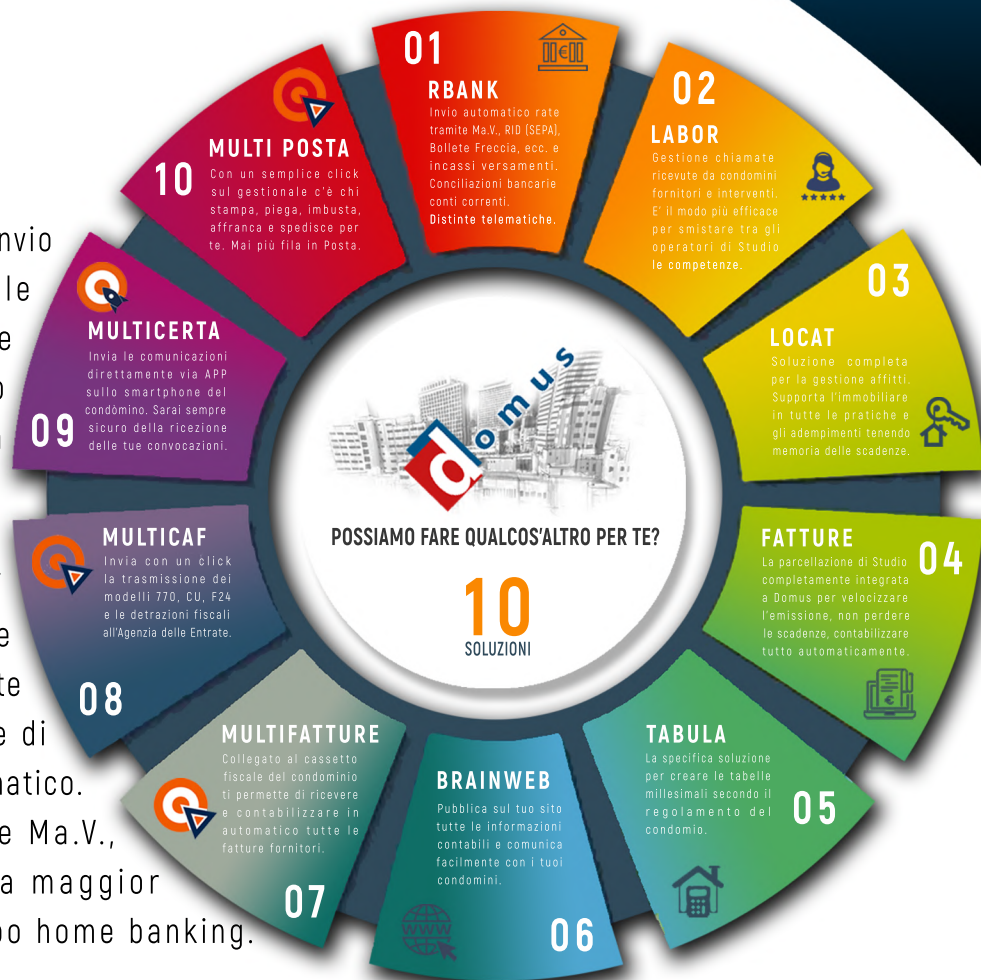 01
RBANK
Invio automatico rate
tramite Ma.V., RID (SEPA),
Bollete Freccia, ecc. e
incassi versamenti.
Conciliazioni bancarie
conti correnti.
Distinte telematiche.
02
LABOR
Gestione chiamate
ricevute da condomini
fornitori e interventi.
E' il modo più efficace
per smistare tra gli
operatori di Studio
le competenze.
03
LOCAT
Soluzione completa
per la gestione affitti.
Supporta l'immobiliare
in tutte le pratiche e
gli adempimenti tenendo
memoria delle scadenze.
04
FATTURE
La parcellazione di Studio
completamente integrata
a Domus per velocizzare
l'emissione, non perdere
le scadenze, contabilizzare
tutto automaticamente.
€
TABULA
La specifica soluzione
per creare le tabelle
millesimali secondo il
regolamento del
condomio.
05
BRAINWEB
Pubblica sul tuo sito
tutte le informazioni
contabili e comunica
facilmente con i tuoi
condomini.
www
06
MULTIFATTURE
Collegato al cassetto
fiscale del condominio
ti permette di ricevere
e contabilizzare in
automatico tutte le
fatture fornitori.
07
MULTICAF
Invia con un click
la trasmissione dei
modelli 770, CU, F24
e le detrazioni fiscali
all'Agenzia delle Entrate.
08
MULTICERTA
Invia le comunicazioni
direttamente via APP
sullo smartphone del
condòmino. Sarai sempre
sicuro della ricezione
delle tue convocazioni.
09
MULTI POSTA
Con un semplice click
sul gestionale c'è chi
stampa, piega, imbusta,
affranca e spedisce per
te. Mai più fila in Posta.
10
domus
POSSIAMO FARE QUALCOS'ALTRO PER TE?
10
SOLUZIONI
nvio
le
e
o
e
te
e di
matico.
e Ma.V.,
a maggior
po home banking.